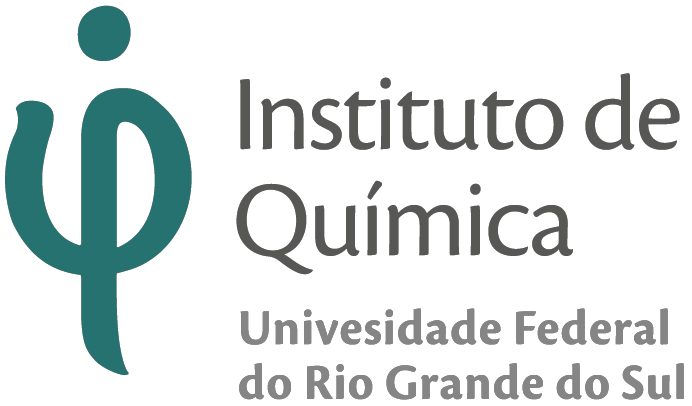 Instituto de
Química
Univesidade Federal
do Rio Grande do Sul